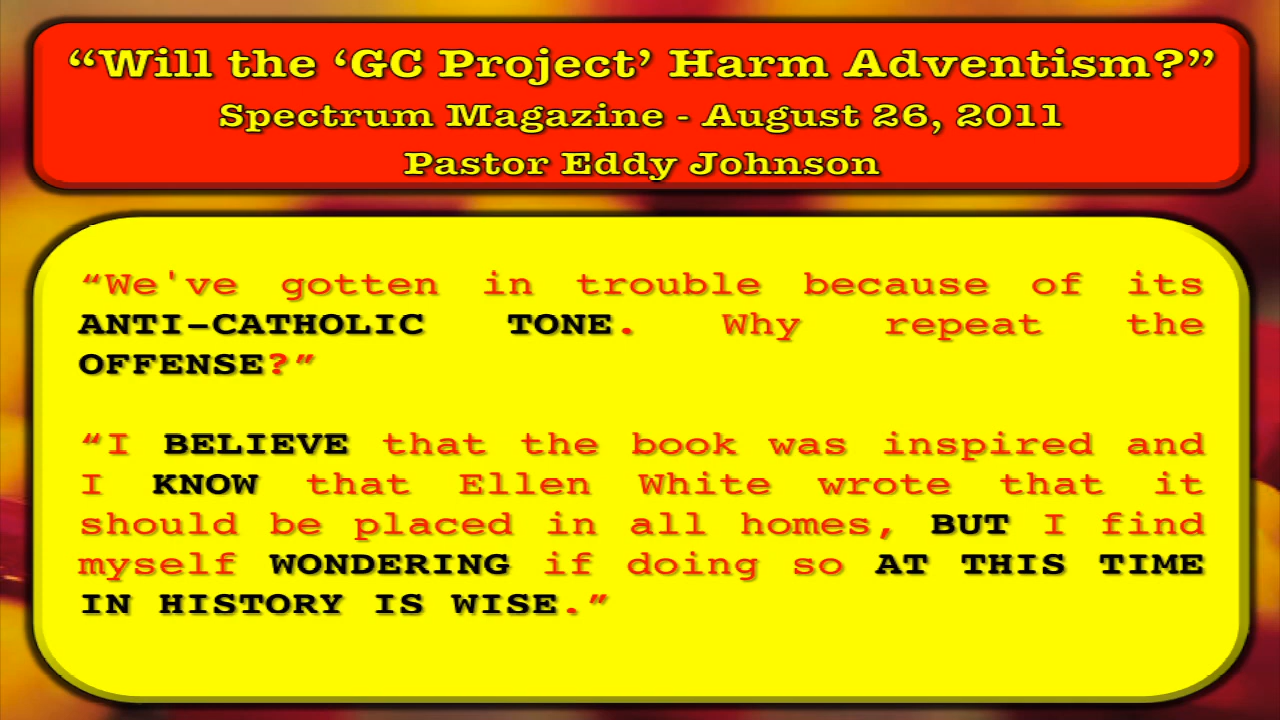 “Will the ‘GC Project’ Harm Adventism?”
Spectrum Magazine - August 26, 2011
Pastor Eddy Johnson
“We've gotten in trouble because of its
ANTI–CATHOLIC TONE. Why repeat the
OFFENSE?”
“I BELIEVE that the book was inspired and
I KNOW that Ellen White wrote that it
should be placed in all homes, BUT I find
myself WONDERING if doing so AT THIS TIME
IN HISTORY IS WISE.”